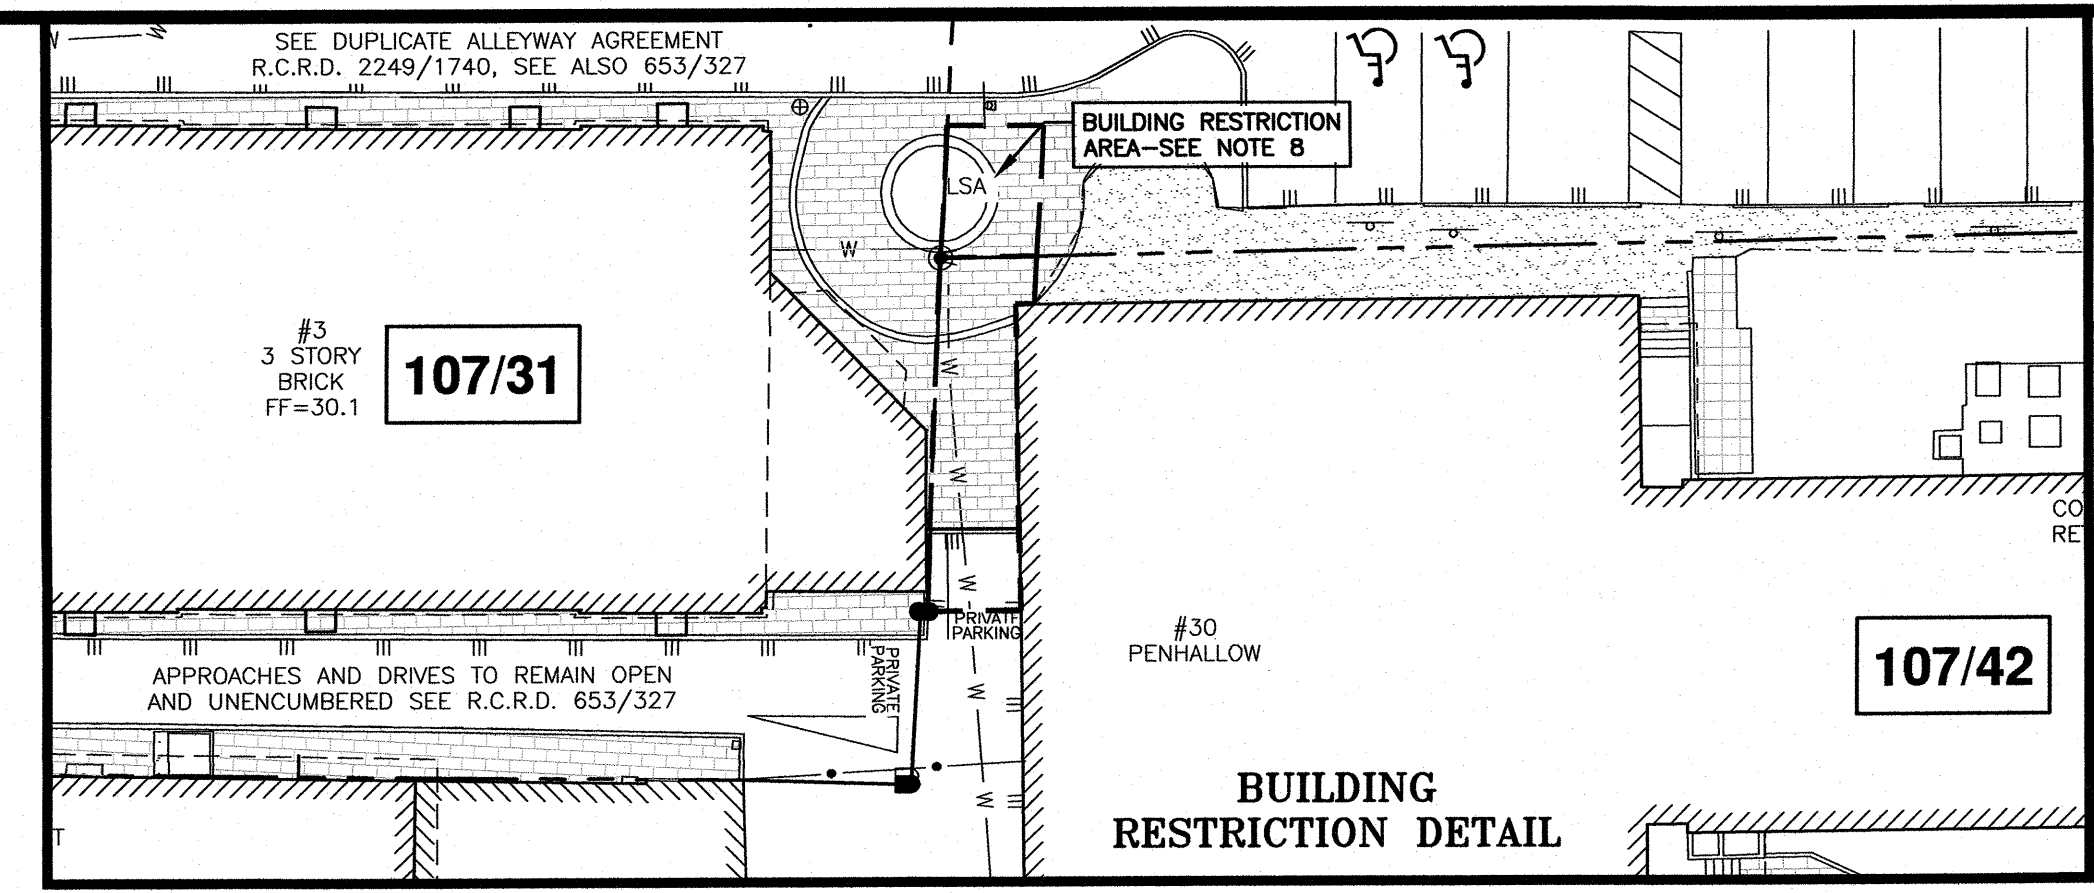 SEE DUPLICATE ALLEYWAY AGREEMENT
R.C.R.D. 2249/1740, SEE ALSO 653/327
W
W
BUILDING RESTRICTION
AREA—SEE NOTE 8
LSA
W
#3
3 STORY
BRICK
FF=30.1
107/31
W
W
W
PRIVATE
PARKING
PRIVATE
PARKING
W
W
#30
PENHALLOW
107/42
CO
RE
APPROACHES AND DRIVES TO REMAIN OPEN
AND UNENCUMBERED SEE R.C.R.D. 653/327
BUILDING
RESTRICTION DETAIL
T